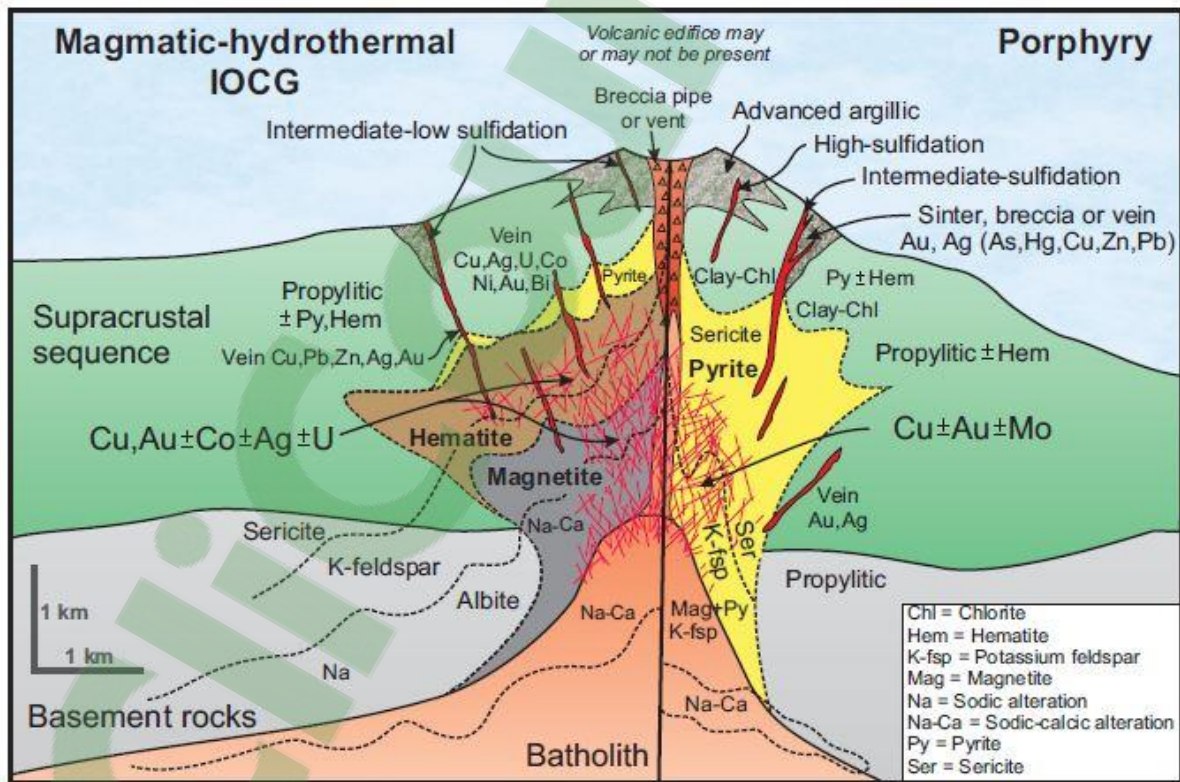 Magmatic-hydrothermal
IOCG
Volcanic edifice may
or may not be present
Porphyry
Breccia pipe
or vent
Advanced argillic
Intermediate-low sulfidation
High-sulfidation
Intermediate-sulfidation
Sinter, breccia or vein
Au, Ag (As,Hg,Cu,Zn,Pb)
Vein
Cu,Ag,U,Co
Ni,Au,Bi
Pyrite
Clay-Chl
Py ± Hem
Clay-Chl
Propylitic
± Py,Hem
Supracrustal
sequence
Vein Cu,Pb,Zn,Ag,Au
Sericite
Pyrite
Propylitic ± Hem
Cu,Au ± Co ± Ag ± U
Hematite
Cu ± Au ± Mo
Magnetite
Vein
Au,Ag
Na-Ca
Sericite
K-feldspar
Albite
K-fsp
Ser
Propylitic
1 km
1 km
Na-Ca
Mag+Py
K-fsp
Na
Na-Ca
Basement rocks
Batholith
Chl = Chlorite
Hem = Hematite
K-fsp = Potassium feldspar
Mag = Magnetite
Na = Sodic alteration
Na-Ca = Sodic-calcic alteration
Py = Pyrite
Ser = Sericite